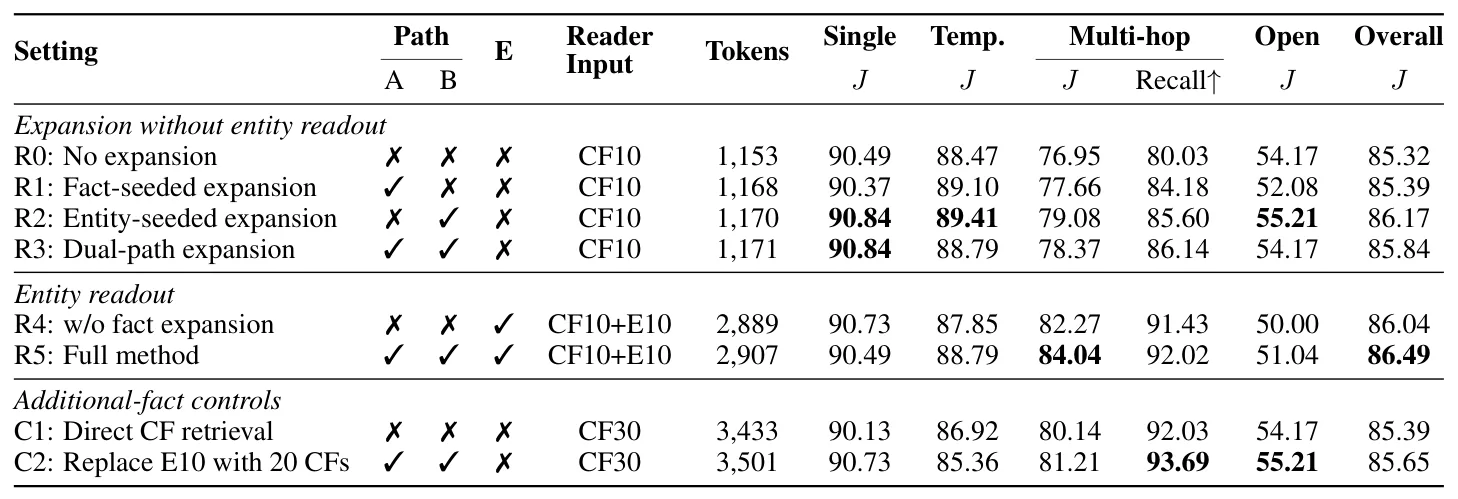 Setting Path E Reader Input Tokens Single Temp. Multi-hop Open Overall
A B J J J Recall↑ J J
Expansion without entity readout
R0: No expansion ✗ ✗ ✗ CF10 1,153 90.49 88.47 76.95 80.03 54.17 85.32
R1: Fact-seeded expansion ✓ ✗ ✗ CF10 1,168 90.37 89.10 77.66 84.18 52.08 85.39
R2: Entity-seeded expansion ✗ ✓ ✗ CF10 1,170 90.84 89.41 79.08 85.60 55.21 86.17
R3: Dual-path expansion ✓ ✓ ✗ CF10 1,171 90.84 88.79 78.37 86.14 54.17 85.84
Entity readout
R4: w/o fact expansion ✗ ✗ ✓ CF10+E10 2,889 90.73 87.85 82.27 91.43 50.00 86.04
R5: Full method ✓ ✓ ✓ CF10+E10 2,907 90.49 88.79 84.04 92.02 51.04 86.49
Additional-fact controls
C1: Direct CF retrieval ✗ ✗ ✗ CF30 3,433 90.13 86.92 80.14 92.03 54.17 85.39
C2: Replace E10 with 20 CFs ✓ ✓ ✗ CF30 3,501 90.73 85.36 81.21 93.69 55.21 85.65